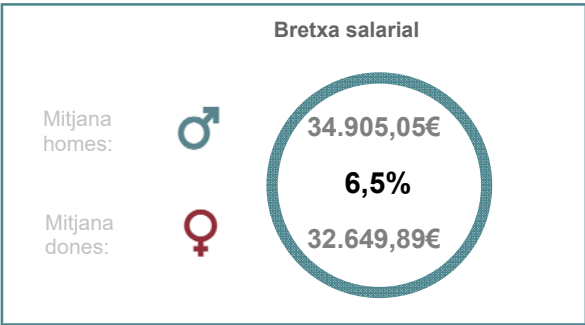 Bretxa salarial
Mitjana
homes:
34.905,05€
6,5%
Mitjana
dones:
32.649,89€